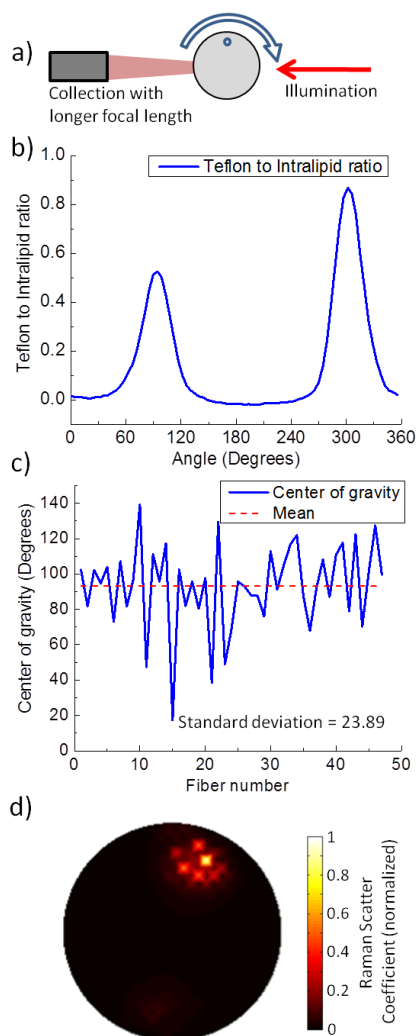 a)
Collection with
longer focal length
Illumination
b)
Teflon to Intralipid ratio
Teflon to Intralipid ratio
1.0
0.8
0.6
0.4
0.2
0.0
0 60 120 180 240 300 360
Angle (Degrees)
c)
Center of gravity
Mean
Center of gravity (Degrees)
140
120
100
80
60
40
20
0
Standard deviation = 23.89
0 10 20 30 40 50
Fiber number
d)
1
0.8
0.6
0.4
0.2
0
Raman Scatter
Coefficient (normalized)